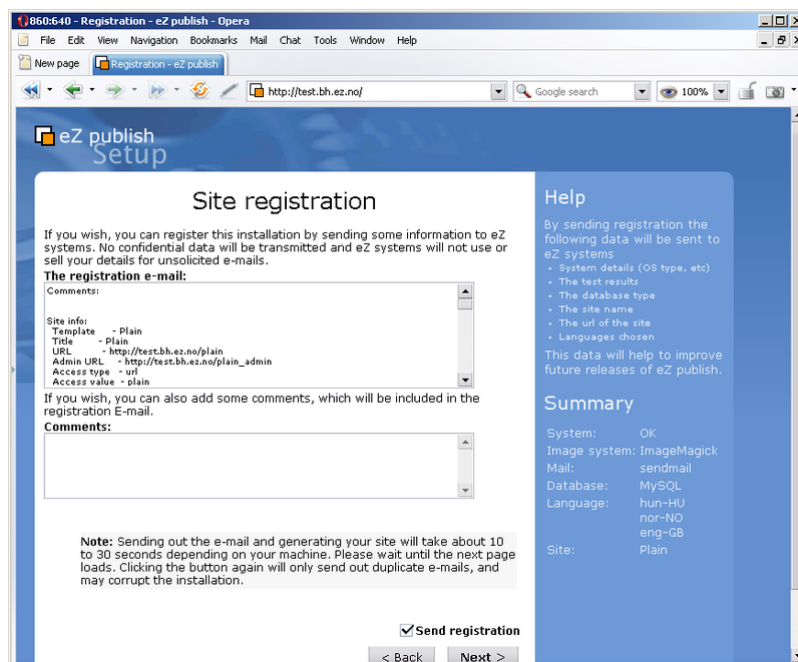 860:640 - Registration - eZ publish - Opera
File Edit View Navigation Bookmarks Mail Chat Tools Window Help
New page Registration - eZ publish
http://test.bh.ez.no/ Google search 100%
eZ publish
Setup
Site registration
If you wish, you can register this installation by sending some information to eZ
systems. No confidential data will be transmitted and eZ systems will not use or
sell your details for unsolicited e-mails.
The registration e-mail:
Comments:
Site info:
Template - Plain
Title - Plain
URL - http://test.bh.ez.no/plain
Admin URL - http://test.bh.ez.no/plain_admin
Access type - url
Access value - plain
If you wish, you can also add some comments, which will be included in the
registration E-mail.
Comments:
Note: Sending out the e-mail and generating your site will take about 10
to 30 seconds depending on your machine. Please wait until the next page
loads. Clicking the button again will only send out duplicate e-mails, and
may corrupt the installation.
Send registration
< Back Next >
Help
By sending registration the
following data will be sent to
eZ systems
• System details (OS type, etc)
• The test results
• The database type
• The site name
• The url of the site
• Languages chosen
This data will help to improve
future releases of eZ publish.
Summary
System: OK
Image system: ImageMagick
Mail: sendmail
Database: MySQL
Language: hun-HU
nor-NO
eng-GB
Site: Plain